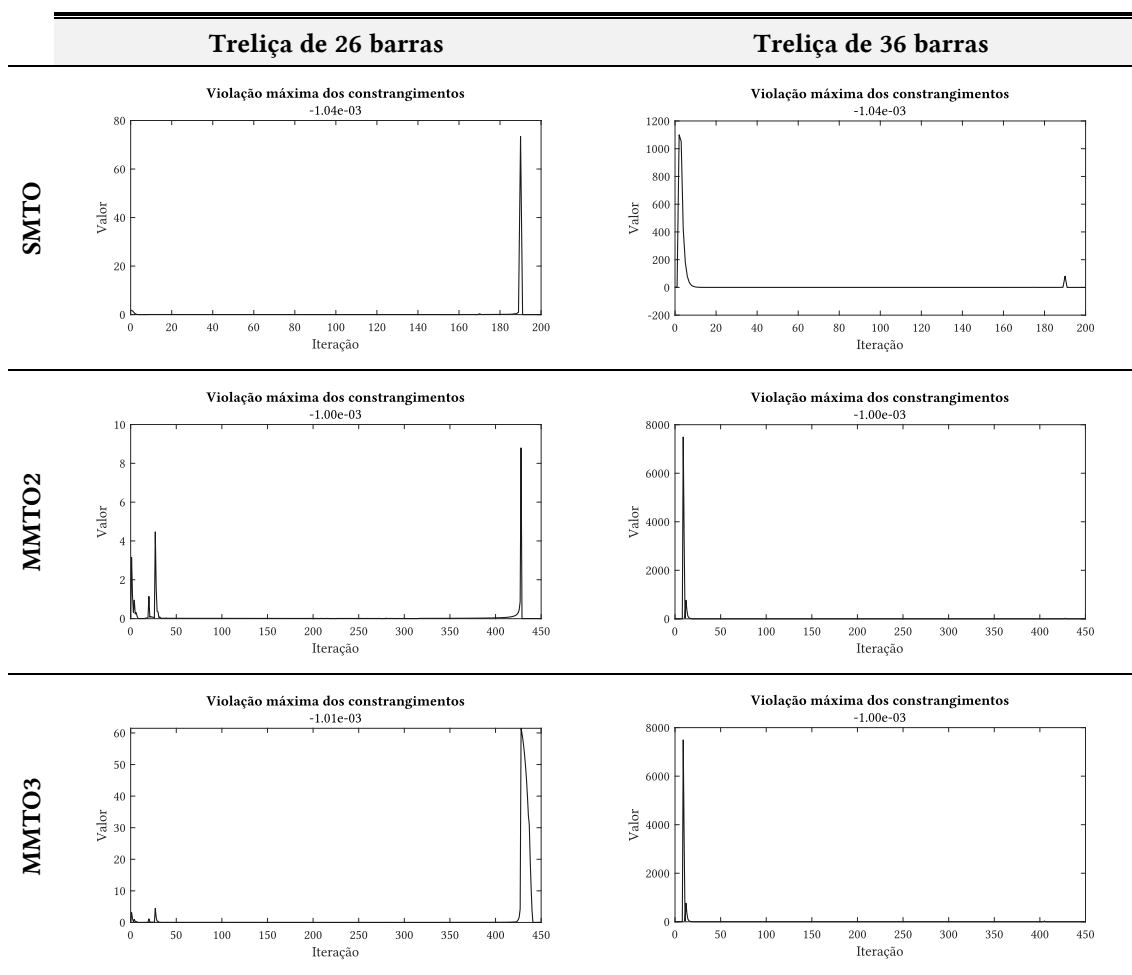 Treliça de 26 barras
Treliça de 36 barras
SMTO
Violação máxima dos constrangimentos
-1.04e-03
80
60
40
20
0
Valor
0 20 40 60 80 100 120 140 160 180 200
Iteração
Violação máxima dos constrangimentos
-1.04e-03
1200
1000
800
600
400
200
0
-200
Valor
0 20 40 60 80 100 120 140 160 180 200
Iteração
MMTO2
Violação máxima dos constrangimentos
-1.00e-03
10
8
6
4
2
0
Valor
0 50 100 150 200 250 300 350 400 450
Iteração
Violação máxima dos constrangimentos
-1.00e-03
8000
6000
4000
2000
0
Valor
0 50 100 150 200 250 300 350 400 450
Iteração
MMTO3
Violação máxima dos constrangimentos
-1.01e-03
60
50
40
30
20
10
0
Valor
0 50 100 150 200 250 300 350 400 450
Iteração
Violação máxima dos constrangimentos
-1.00e-03
8000
6000
4000
2000
0
Valor
0 50 100 150 200 250 300 350 400 450
Iteração